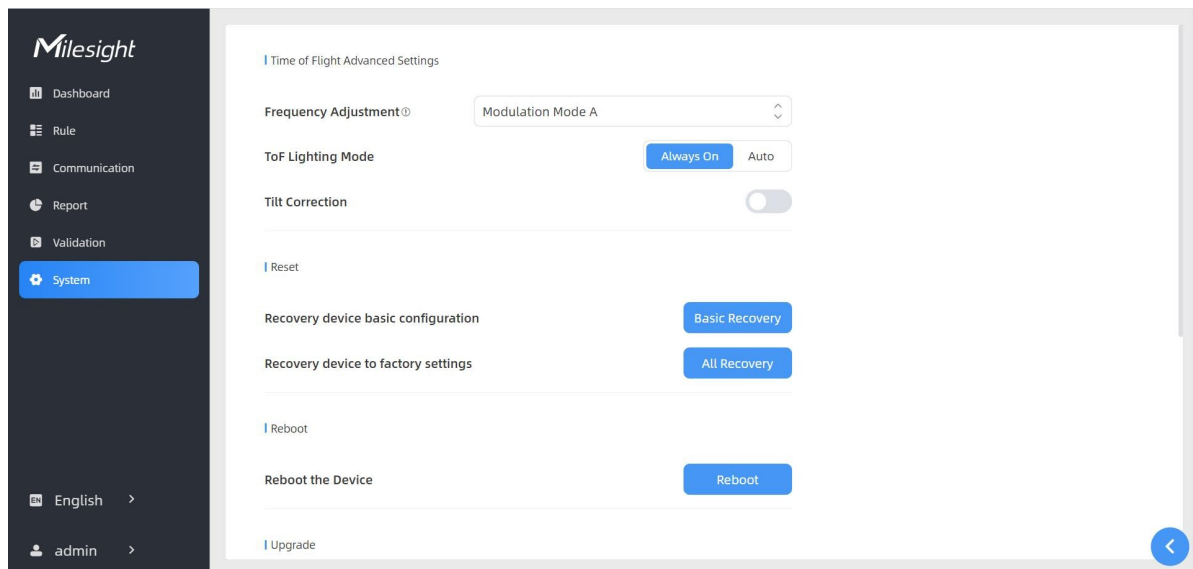 Milesight
Dashboard
Rule
Communication
Report
Validation
System
EN English
admin
Time of Flight Advanced Settings
Frequency Adjustment
Modulation Mode A
ToF Lighting Mode
Always On
Auto
Tilt Correction
Reset
Recovery device basic configuration
Basic Recovery
Recovery device to factory settings
All Recovery
Reboot
Reboot the Device
Reboot
Upgrade